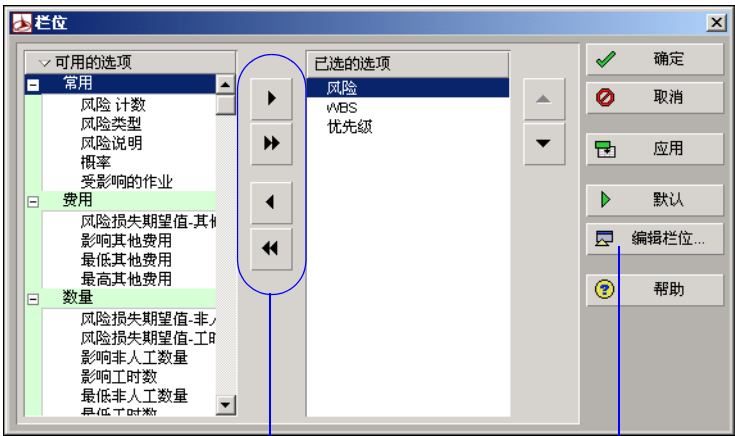 栏位
可用的选项
常用
风险 计数
风险类型
风险说明
概率
受影响的作业
费用
风险损失期望值-其他
影响其他费用
最低其他费用
最高其他费用
数量
风险损失期望值-非人
风险损失期望值-工时
影响非人工数量
影响工时数
最低非人工数量
最低工时数
已选的选项
风险
WBS
优先级
确定
取消
应用
默认
编辑栏位...
帮助